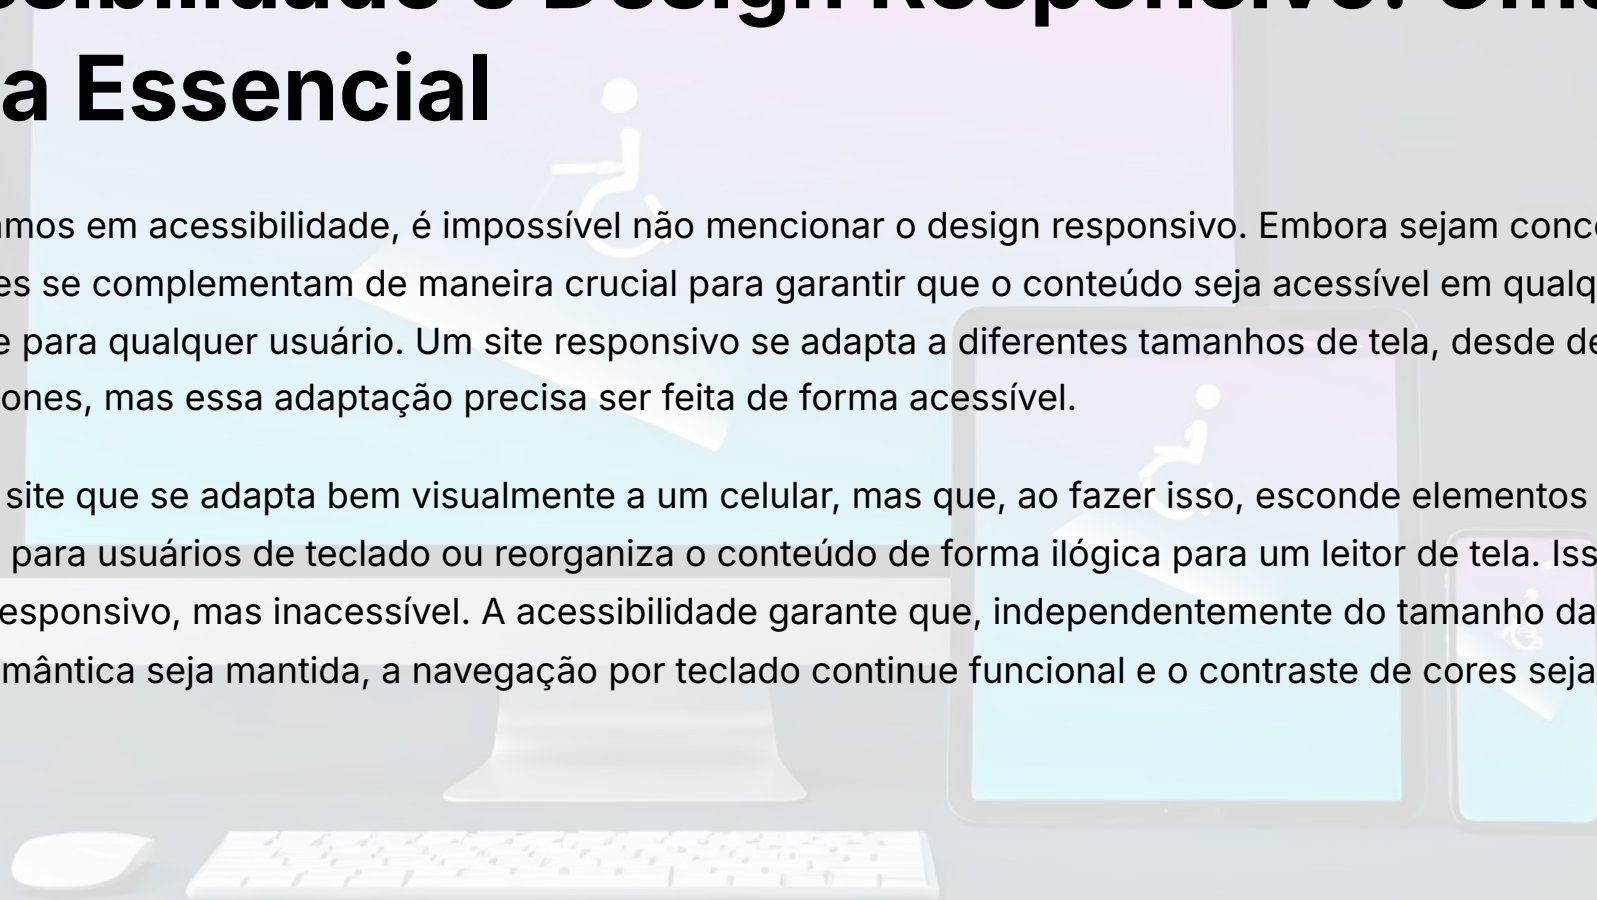 Design Responsivo: Uma
a Essencial
em acessibilidade, é impossível não mencionar o design responsivo. Embora sejam
es se complementam de maneira crucial para garantir que o conteúdo seja acessível em
e para qualquer usuário. Um site responsivo se adapta a diferentes tamanhos de tela, desde
ones, mas essa adaptação precisa ser feita de forma acessível.
site que se adapta bem visualmente a um celular, mas que, ao fazer isso, esconde elementos
para usuários de teclado ou reorganiza o conteúdo de forma ilógica para um leitor de tela.
esponsivo, mas inacessível. A acessibilidade garante que, independentemente do tamanho da
mântica seja mantida, a navegação por teclado continue funcional e o contraste de cores seja